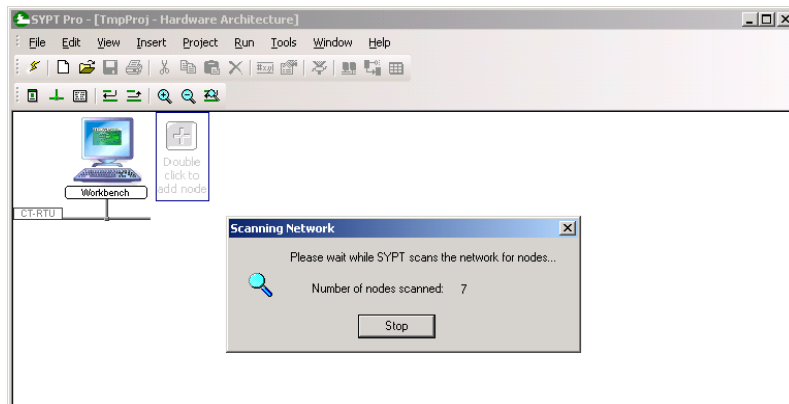 SYPT Pro - [TmpProj - Hardware Architecture]
File Edit View Insert Project Run Tools Window Help
#xyz
Drouble
click to
add node
Workbench
CT-RTU
Scanning Network
Please wait while SYPT scans the network for nodes...
Number of nodes scanned: 7
Stop